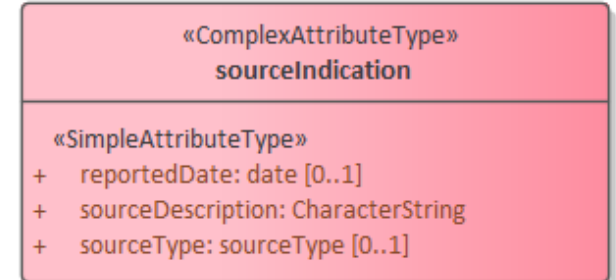 «ComplexAttributeType»
sourceIndication
«SimpleAttributeType»
+ reportedDate: date [0..1]
+ sourceDescription: CharacterString
+ sourceType: sourceType [0..1]